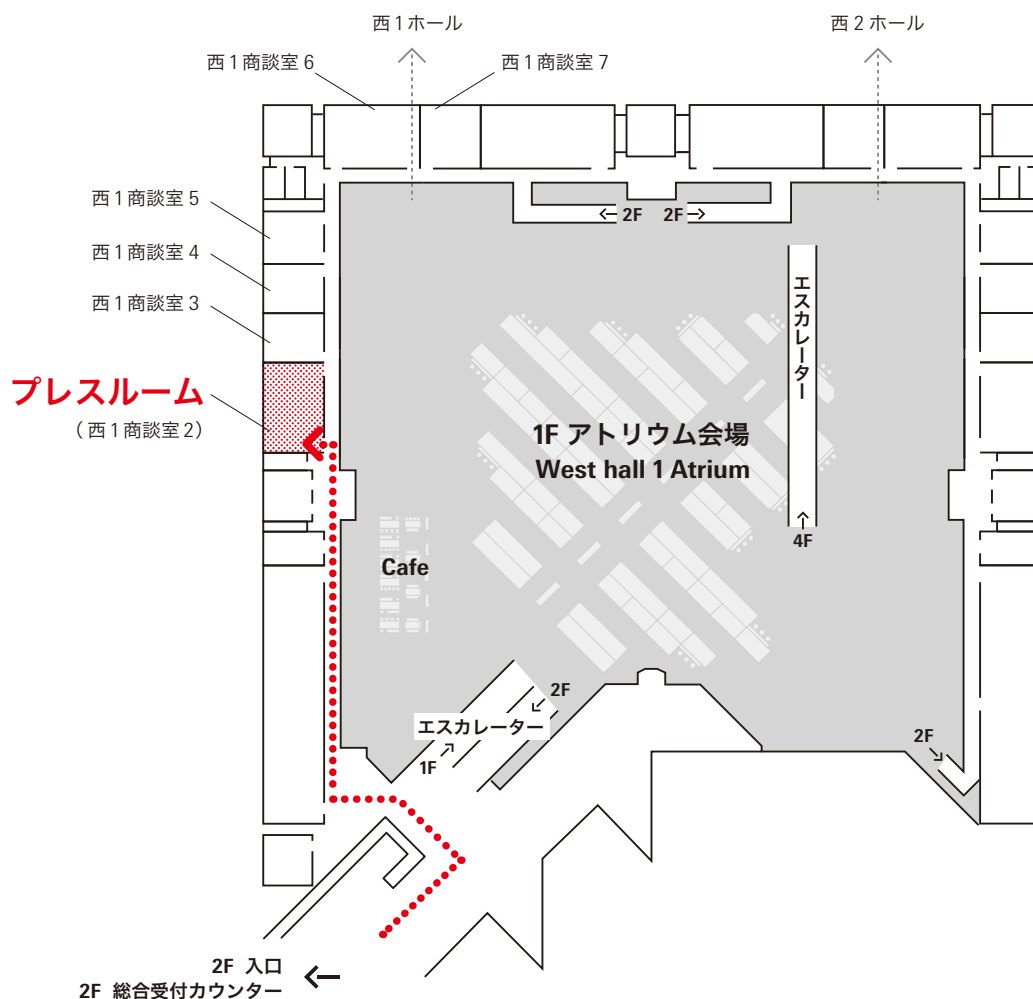 西1ホール
西2ホール
西1商談室6
西1商談室7
西1商談室5
2F
2F
西1商談室4
エスカレーター
西1商談室3
プレスルーム
（西1商談室2）
1F アトリウム会場
West hall 1 Atrium
4F
Cafe
2F
エスカレーター
1F
2F
2F 入口
2F 総合受付カウンター